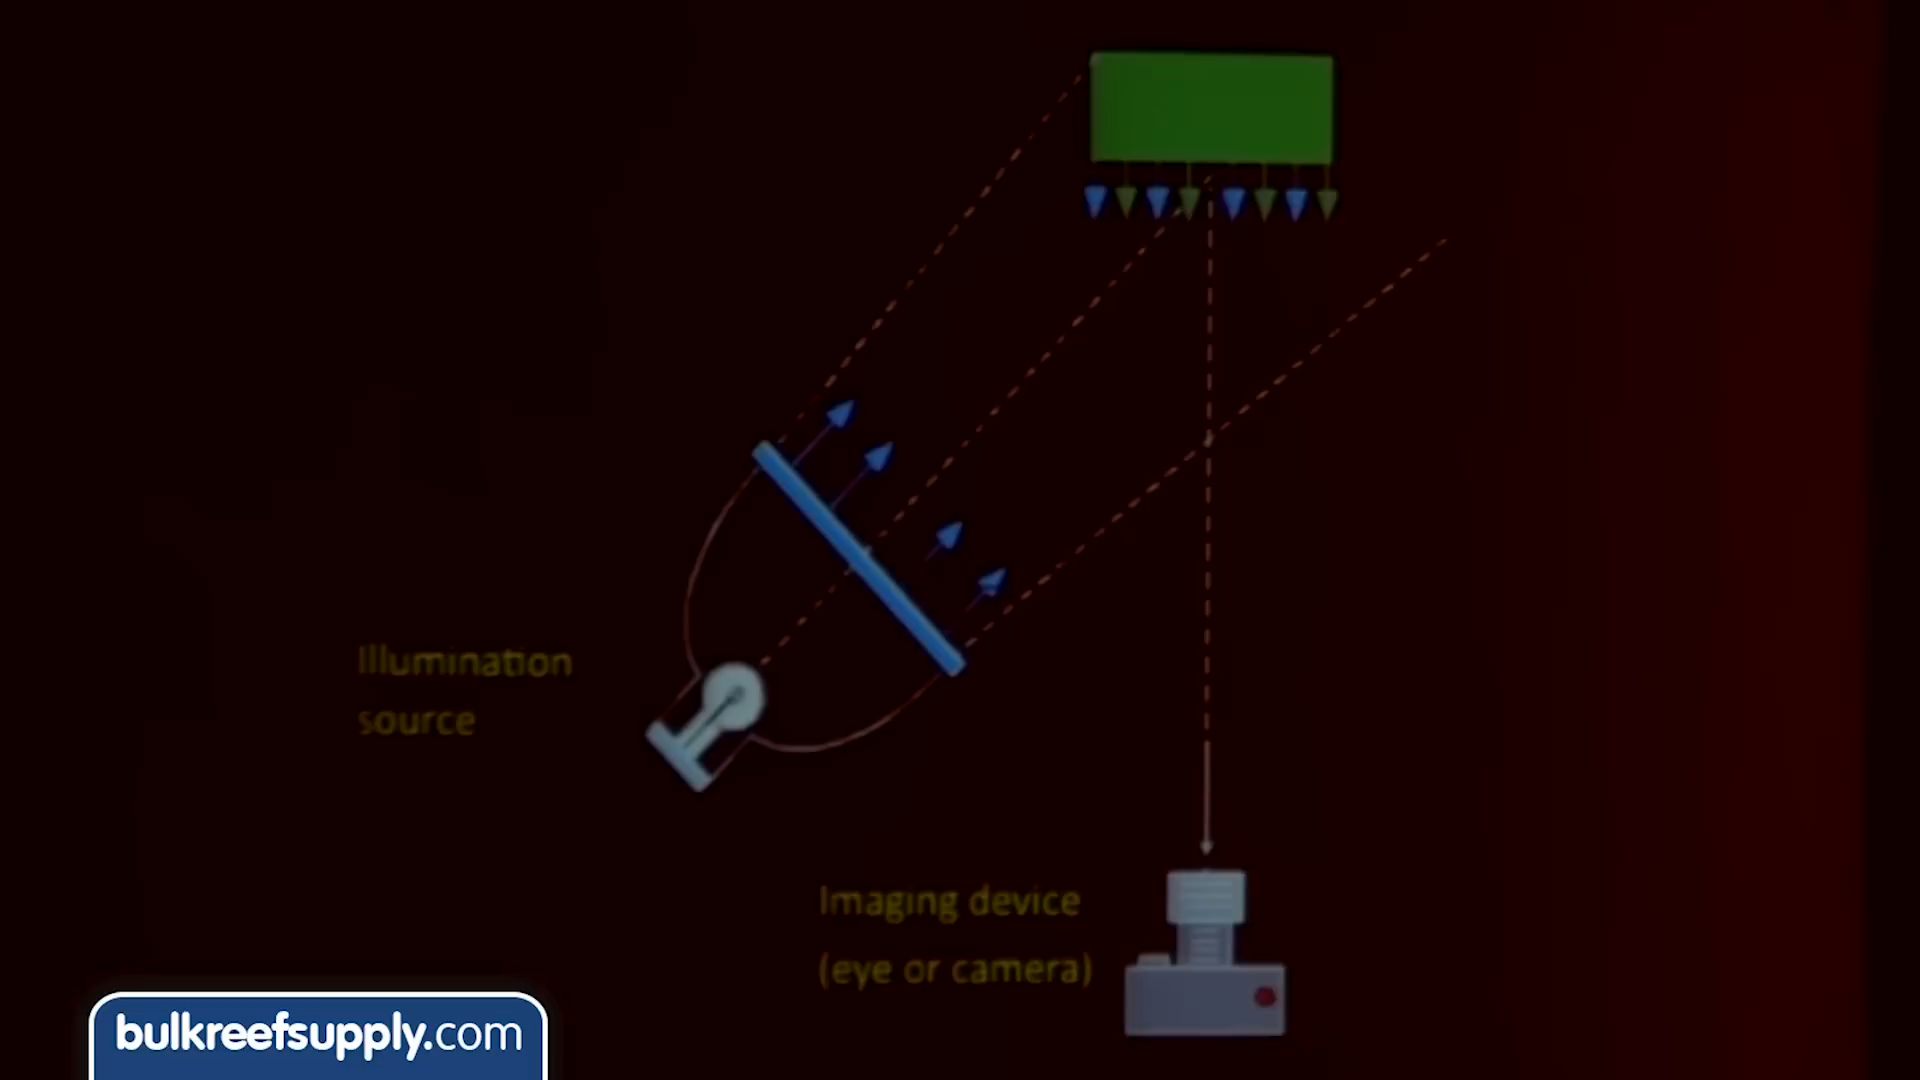 Illumination
source
Imaging device
(eye or camera)
bulkreefsupply.com